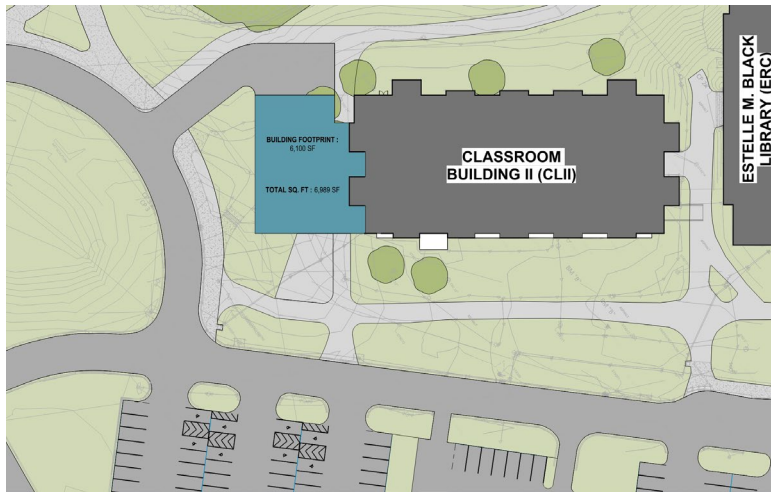 BUILDING FOOTPRINT :
6,100 SF
TOTAL SQ. FT : 6,989 SF
CLASSROOM
BUILDING II (CLII)
ESTELLE M. BLACK
LIBRARY (ERC)